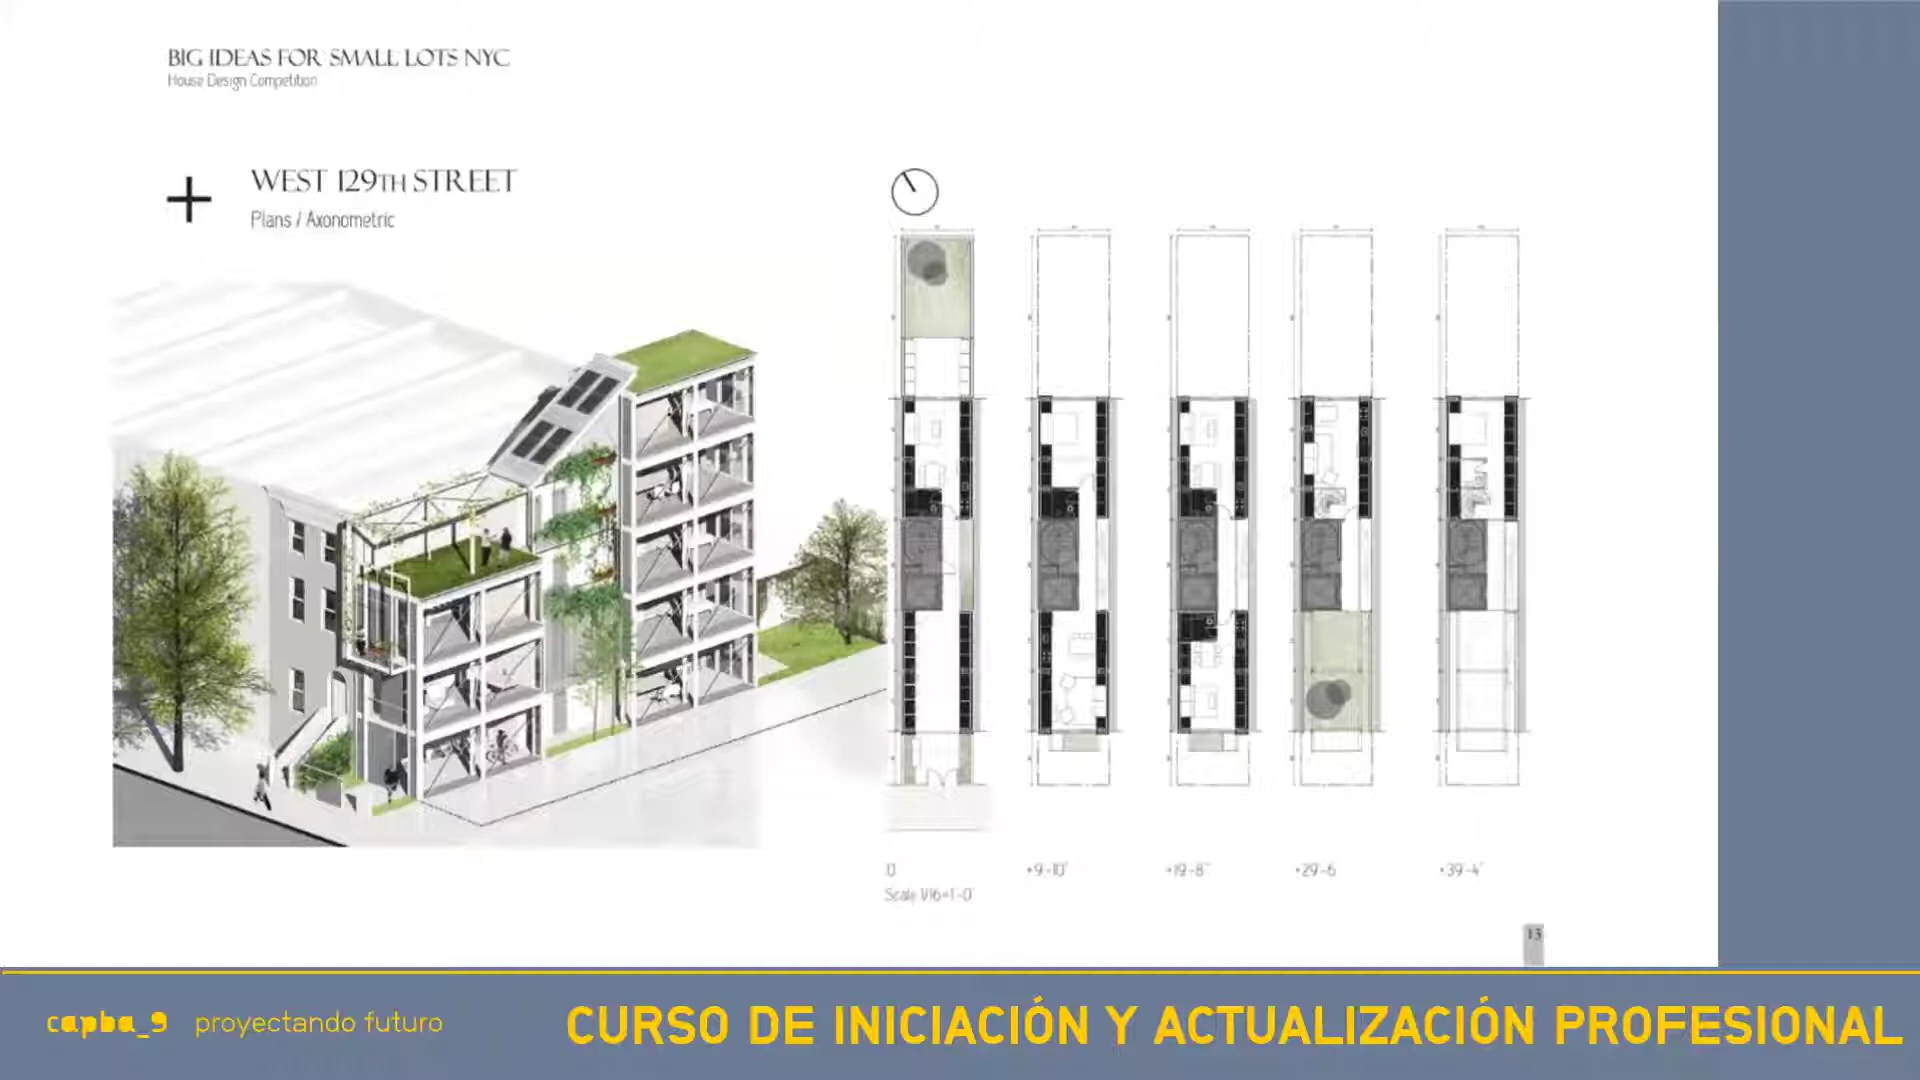 BIG IDEAS FOR SMALL LOTS NYC
House Design Competition
WEST 129TH STREET
Plans / Axonometric
0
+9'-10"
+19'-8"
+29'-6
+39'-4"
Scale 1/16=1'-0"
13
capba_9 proyectando futuro
CURSO DE INICIACIÓN Y ACTUALIZACIÓN PROFESIONAL